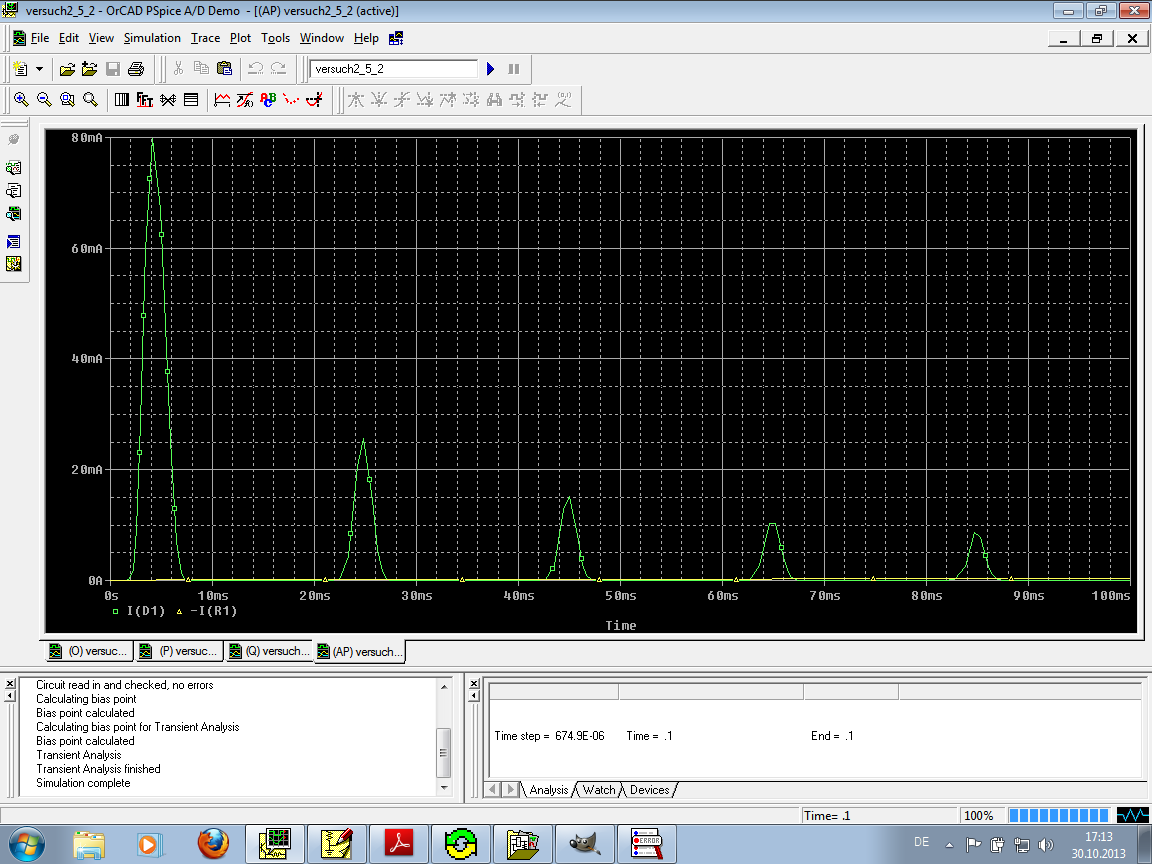 versuch2_5_2 - OrCAD PSpice A/D Demo - [(AP) versuch2_5_2 (active)]
File Edit View Simulation Trace Plot Tools Window Help
versuch2_5_2
FFT
80mA
60mA
40mA
20mA
0A
0s 10ms 20ms 30ms 40ms 50ms 60ms 70ms 80ms 90ms 100ms
I(D1) -I(R1)
Time
(O) versuc... (P) versuc... (Q) versuch... (AP) versuch...
Circuit read in and checked, no errors
Calculating bias point
Bias point calculated
Calculating bias point for Transient Analysis
Bias point calculated
Transient Analysis
Transient Analysis finished
Simulation complete
Time step = 674.9E-06 Time = .1 End = .1
Analysis Watch Devices
Time= .1 100%
ERROR
DE 17:13
30.10.2013